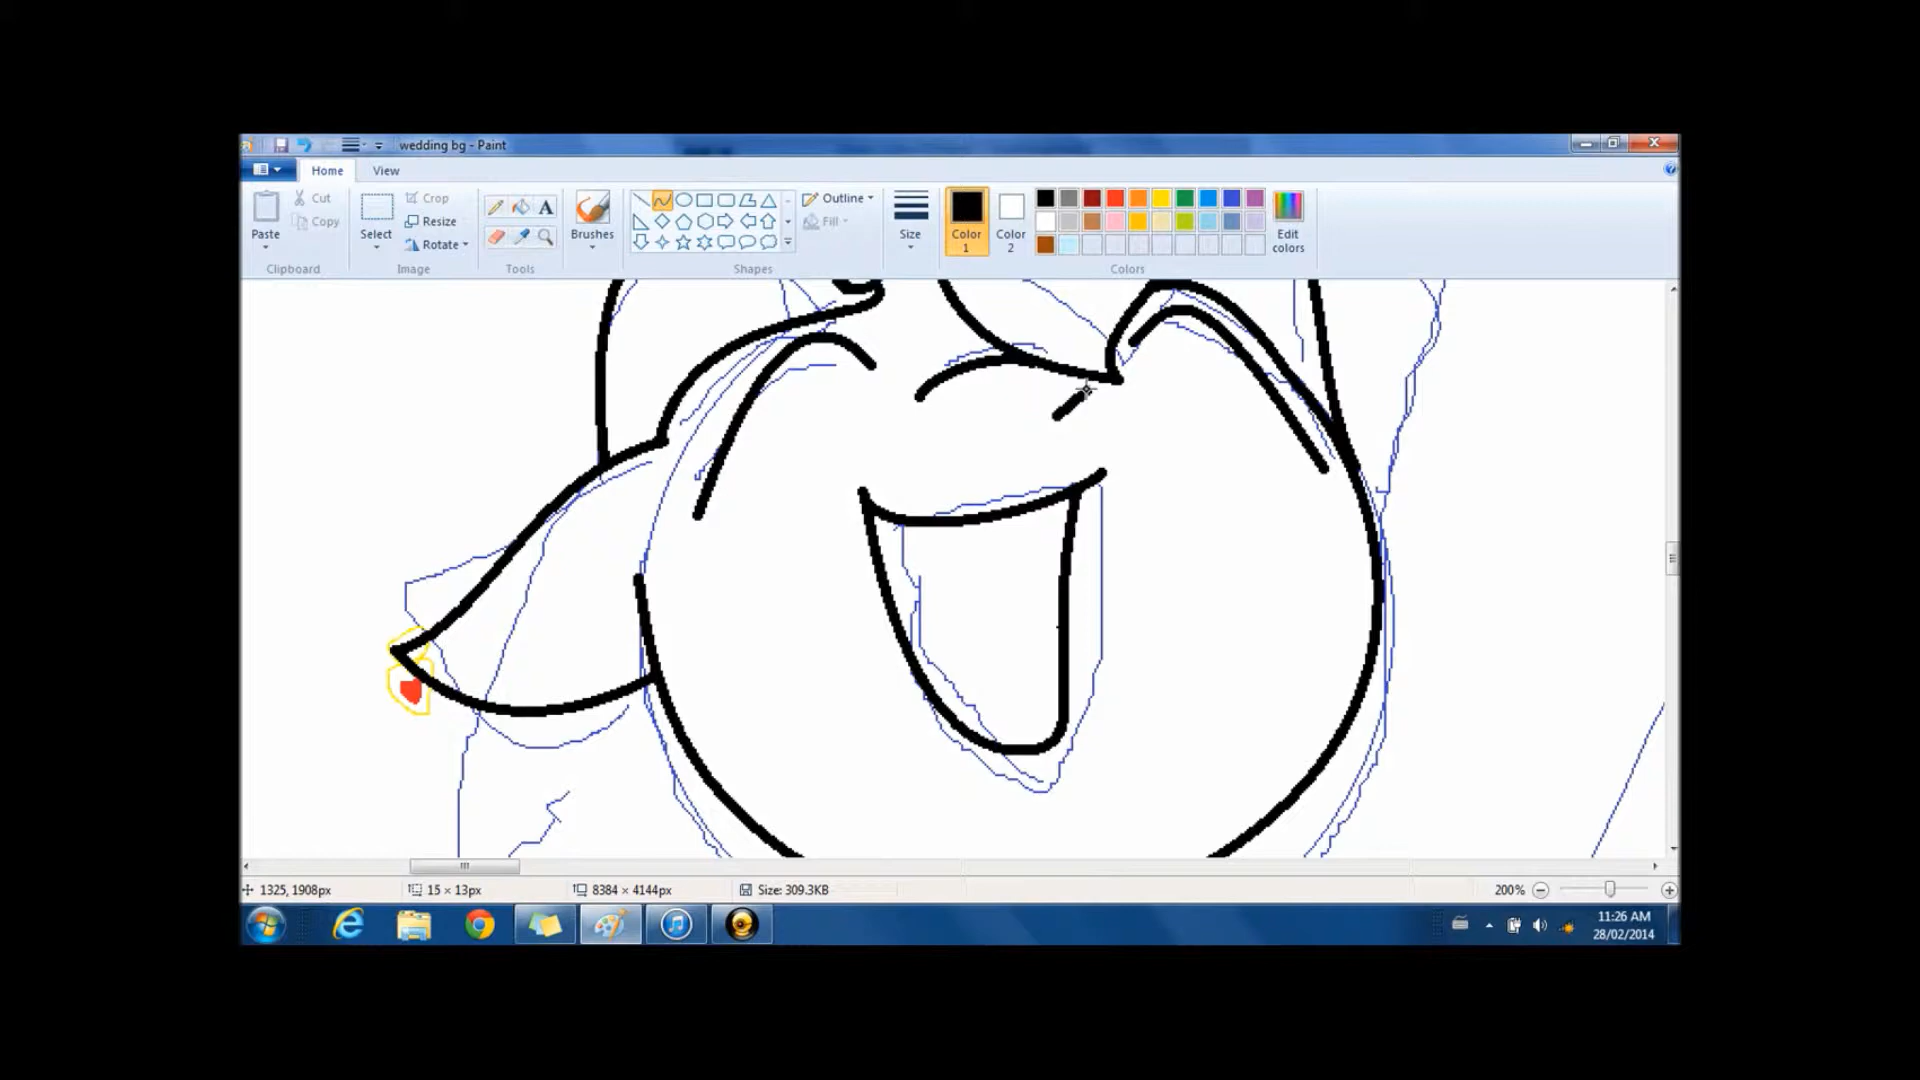 wedding bg - Paint
Home View
Paste
Cut
Copy
Clipboard
Select
Crop
Resize
Rotate
Image
A
Tools
Brushes
Outline
Fill
Shapes
Size
Color 1
Color 2
Edit colors
Colors
1325, 1908px 15 × 13px 8384 × 4144px Size: 309.3KB 200%
11:26 AM
28/02/2014